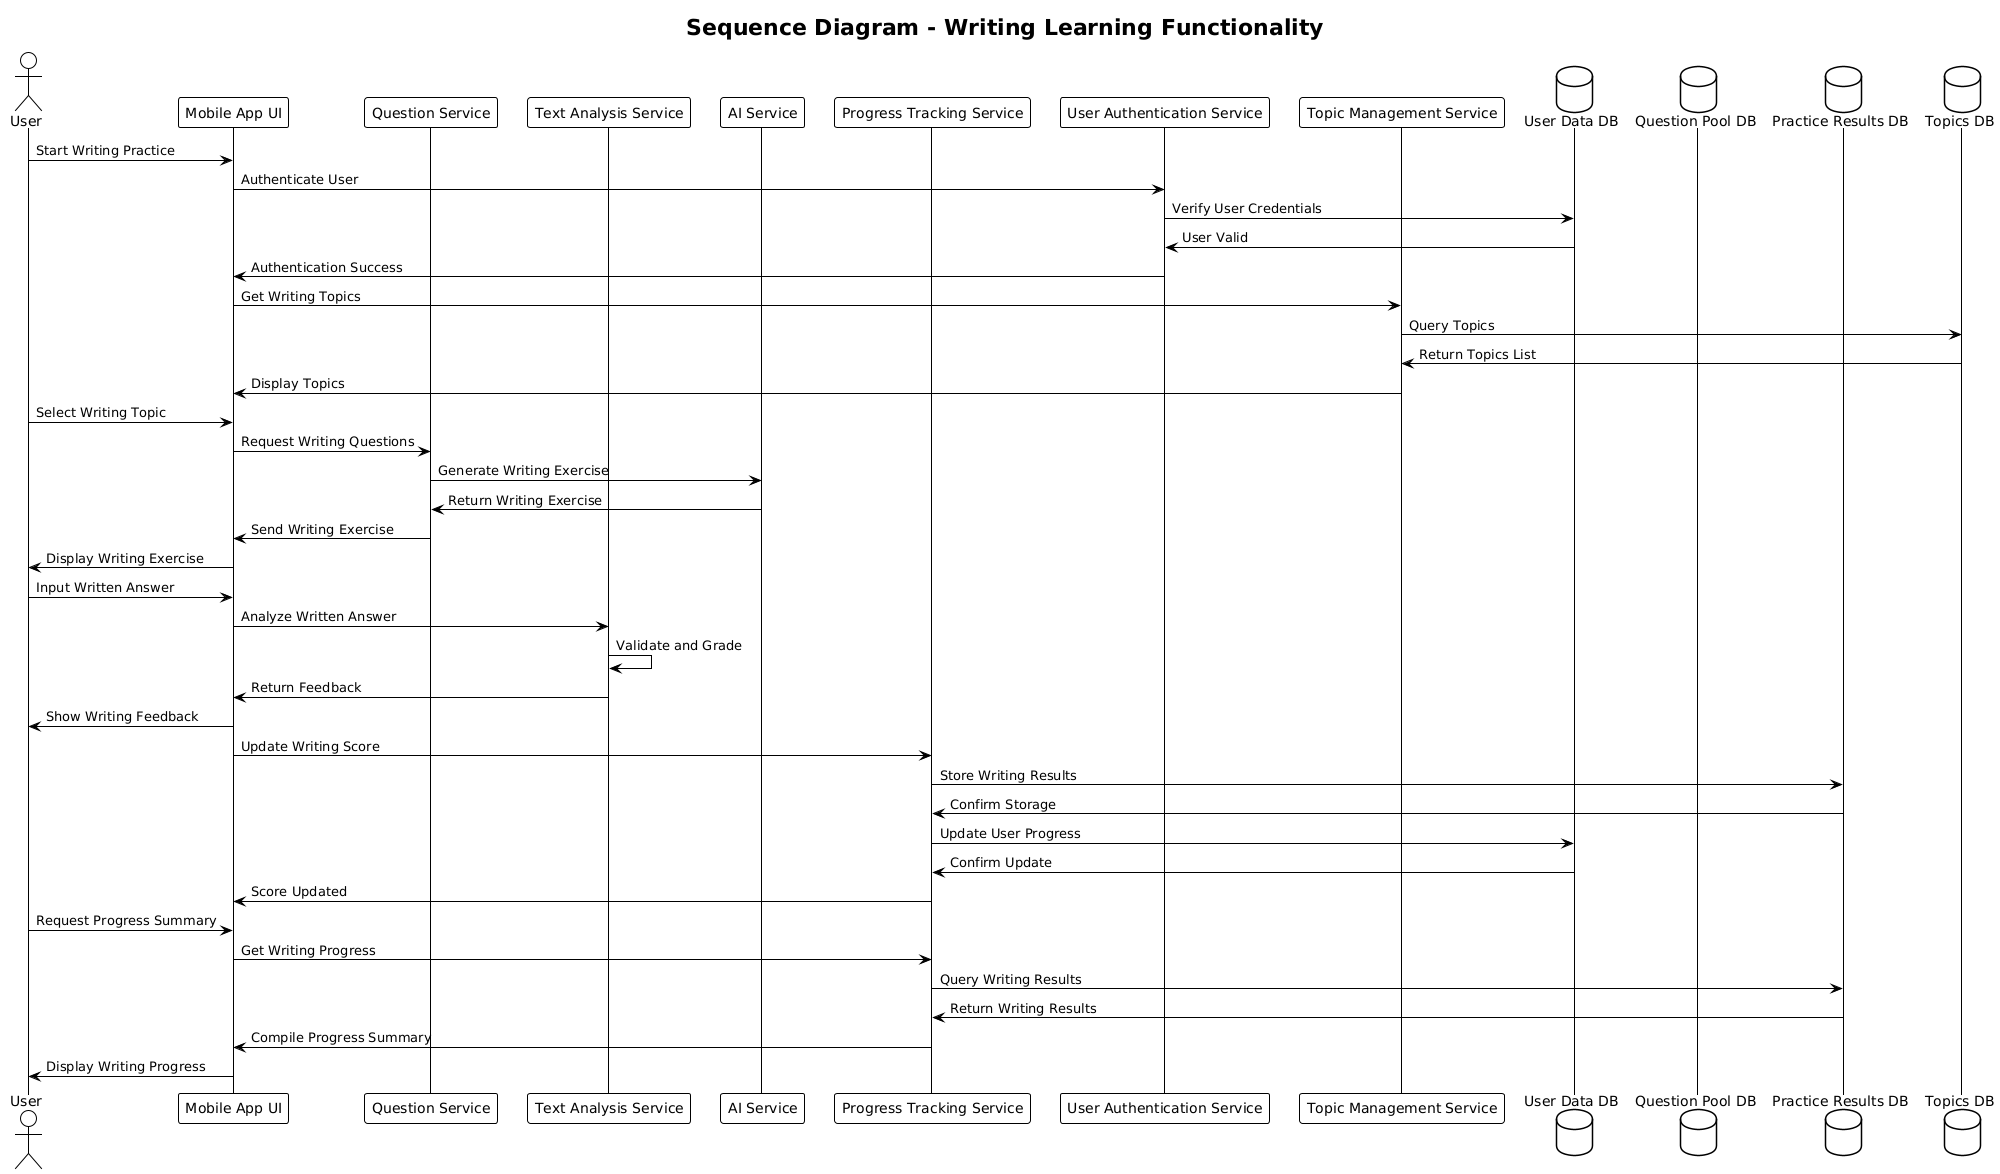 Sequence Diagram - Writing Learning Functionality
User
Mobile App UI
Question Service
Text Analysis Service
AI Service
Progress Tracking Service
User Authentication Service
Topic Management Service
User Data DB
Question Pool DB
Practice Results DB
Topics DB
Start Writing Practice
Authenticate User
Verify User Credentials
User Valid
Authentication Success
Get Writing Topics
Query Topics
Return Topics List
Display Topics
Select Writing Topic
Request Writing Questions
Generate Writing Exercise
Return Writing Exercise
Send Writing Exercise
Display Writing Exercise
Input Written Answer
Analyze Written Answer
Validate and Grade
Return Feedback
Show Writing Feedback
Update Writing Score
Store Writing Results
Confirm Storage
Update User Progress
Confirm Update
Score Updated
Request Progress Summary
Get Writing Progress
Query Writing Results
Return Writing Results
Compile Progress Summary
Display Writing Progress
User
Mobile App UI
Question Service
Text Analysis Service
AI Service
Progress Tracking Service
User Authentication Service
Topic Management Service
User Data DB
Question Pool DB
Practice Results DB
Topics DB